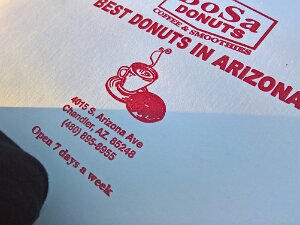 BoSa
DONUTS
COFFEE & SMOOTHIES
BEST DONUTS IN ARIZONA
4015 S. Arizona Ave
Chandler, AZ. 85248
(480) 895-8955
Open 7 days a week